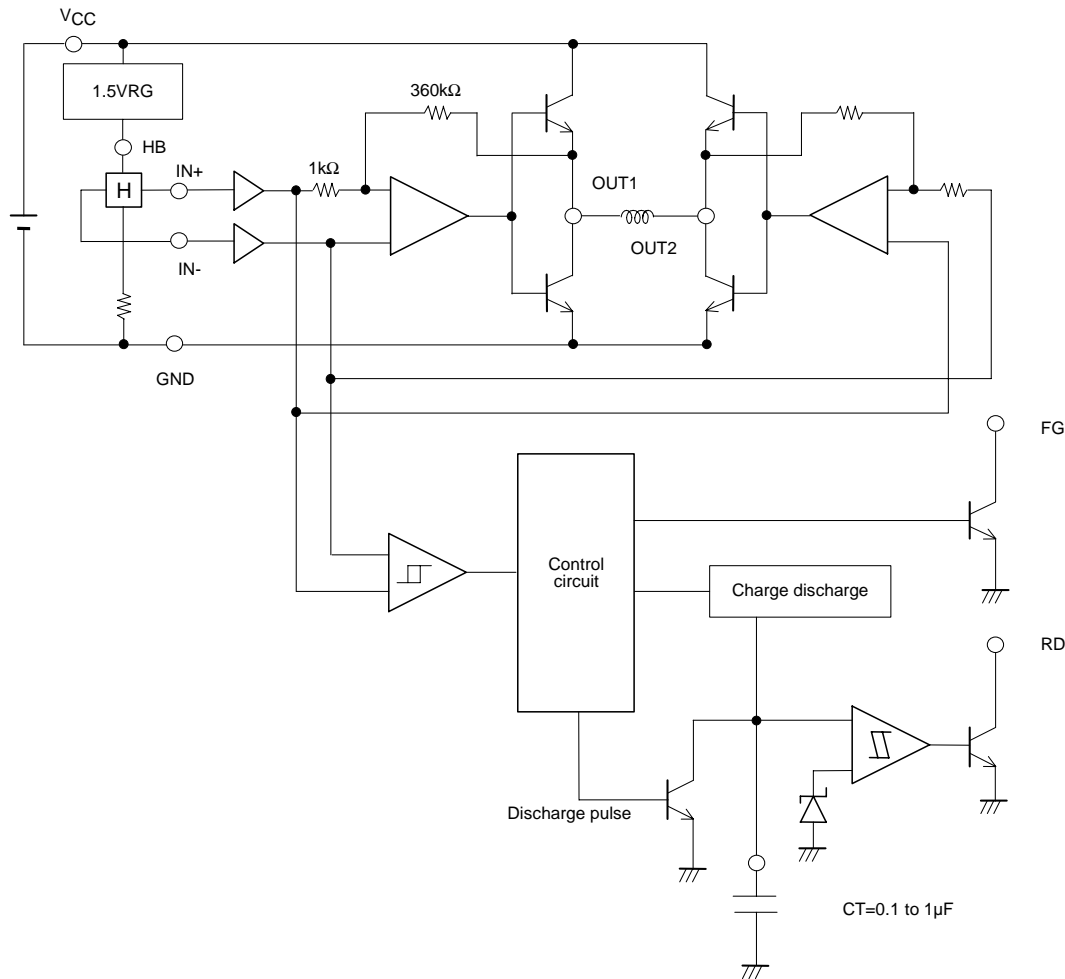 VCC
1.5VRG
360kΩ
HB
IN+
1kΩ
OUT1
H
OUT2
IN-
GND
FG
Control
circuit
Charge discharge
RD
Discharge pulse
CT=0.1 to 1μF